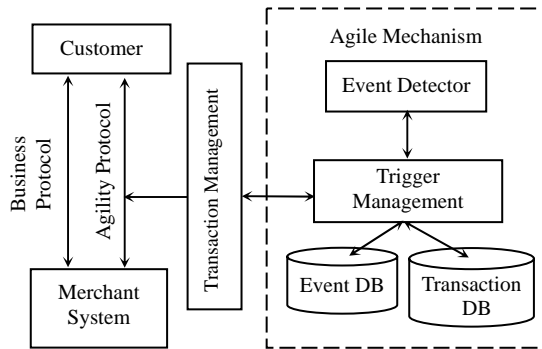 Agile Mechanism
Customer
Event Detector
Business
Protocol
Agility Protocol
Transaction Management
Trigger
Management
Event DB
Transaction
DB
Merchant
System